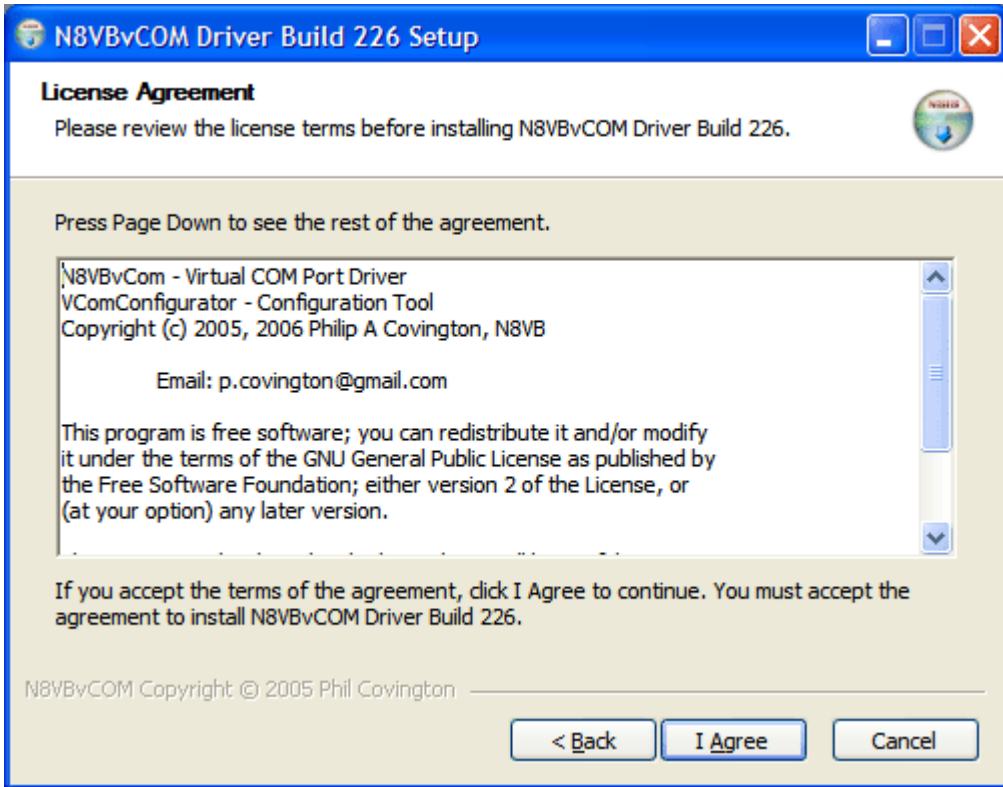 N8VBvCOM Driver Build 226 Setup
License Agreement
Please review the license terms before installing N8VBvCOM Driver Build 226.
Press Page Down to see the rest of the agreement.
N8VBvCom - Virtual COM Port Driver
VComConfigurator - Configuration Tool
Copyright (c) 2005, 2006 Philip A Covington, N8VB
Email: p.covington@gmail.com
This program is free software; you can redistribute it and/or modify
it under the terms of the GNU General Public License as published by
the Free Software Foundation; either version 2 of the License, or
(at your option) any later version.
If you accept the terms of the agreement, click I Agree to continue. You must accept the
agreement to install N8VBvCOM Driver Build 226.
N8VBvCOM Copyright © 2005 Phil Covington
< Back I Agree Cancel